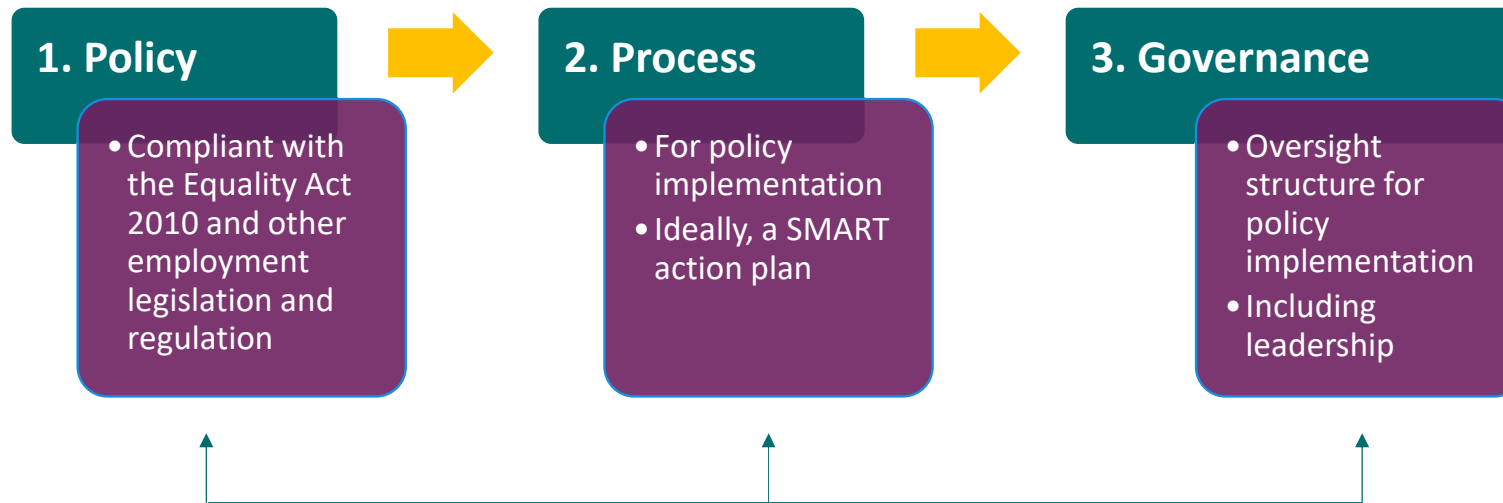 1. Policy
• Compliant with
the Equality Act
2010 and other
employment
legislation and
regulation
2. Process
• For policy
implementation
• Ideally, a SMART
action plan
3. Governance
• Oversight
structure for
policy
implementation
• Including
leadership